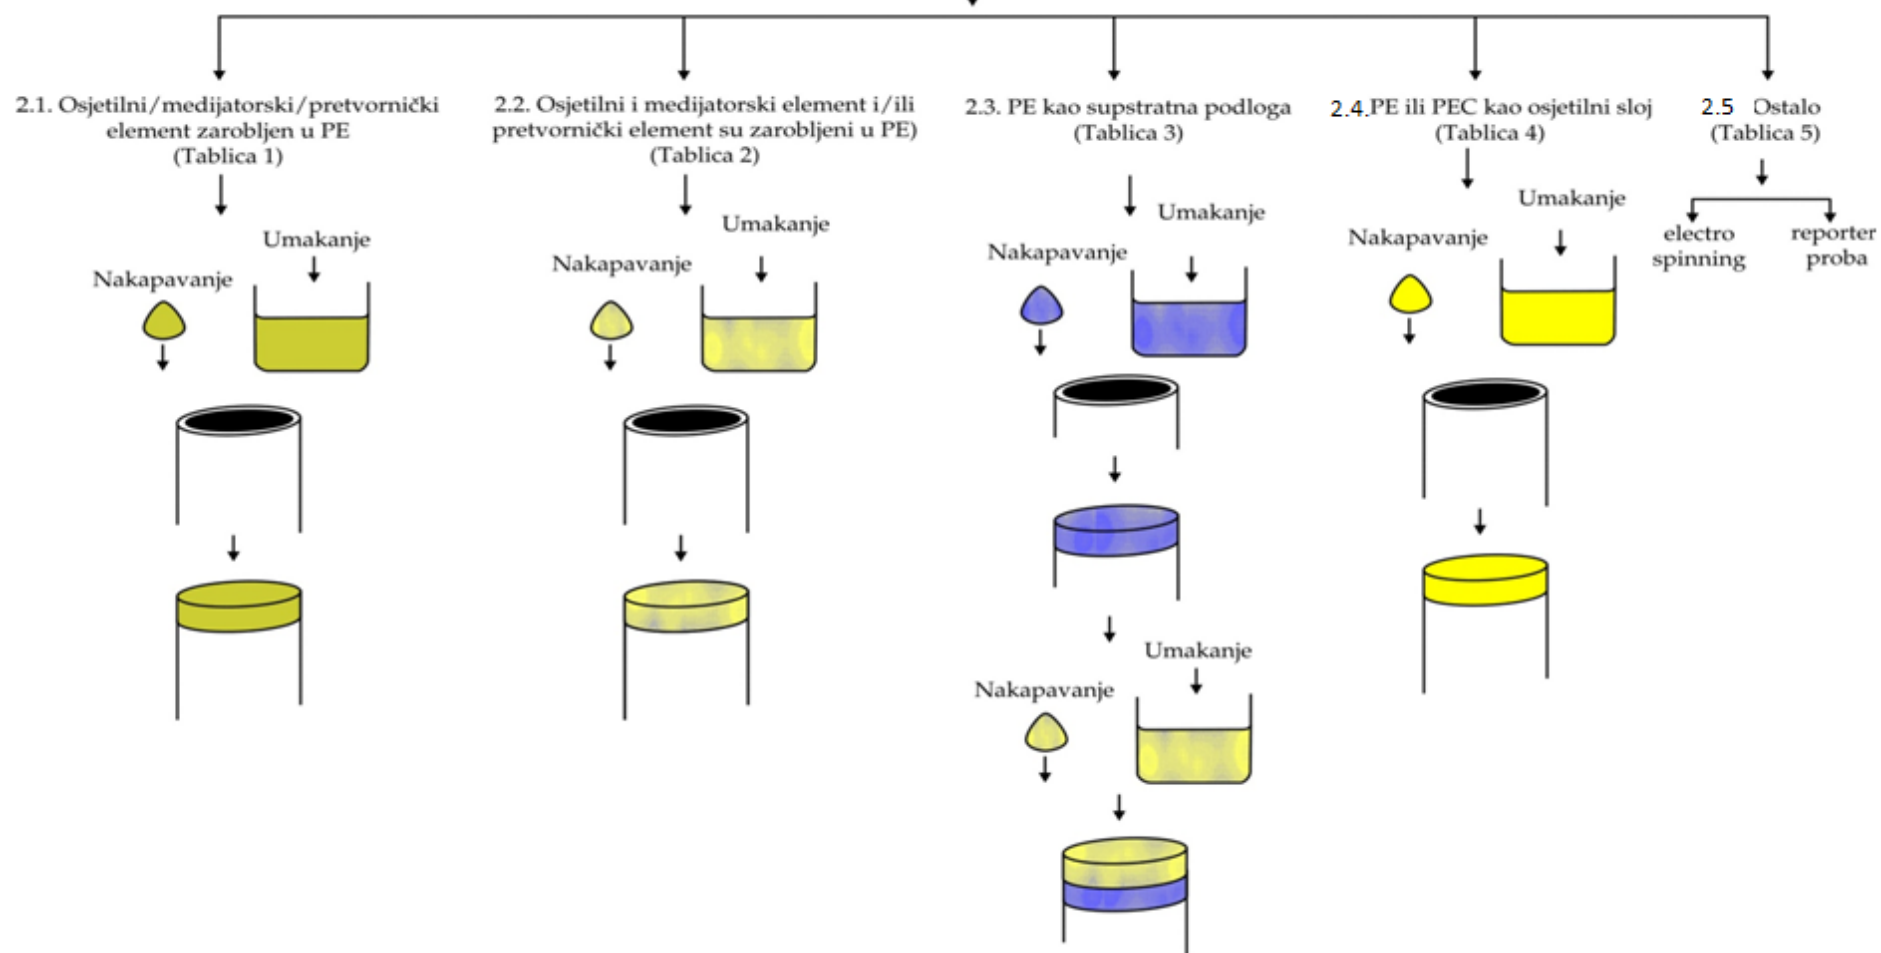 2.1. Osjetilni/medijatorski/pretvornički
element zarobljen u PE
(Tablica 1)
Umakanje
Nakapavanje
2.2. Osjetilni i medijatorski element i/ili
pretvornički element su zarobljeni u PE)
(Tablica 2)
Umakanje
Nakapavanje
2.3. PE kao supstratna podloga
(Tablica 3)
Umakanje
Nakapavanje
Umakanje
Nakapavanje
2.4.PE ili PEC kao osjetilni sloj
(Tablica 4)
Umakanje
Nakapavanje
2.5 Ostalo
(Tablica 5)
electro
spinning
reporter
proba